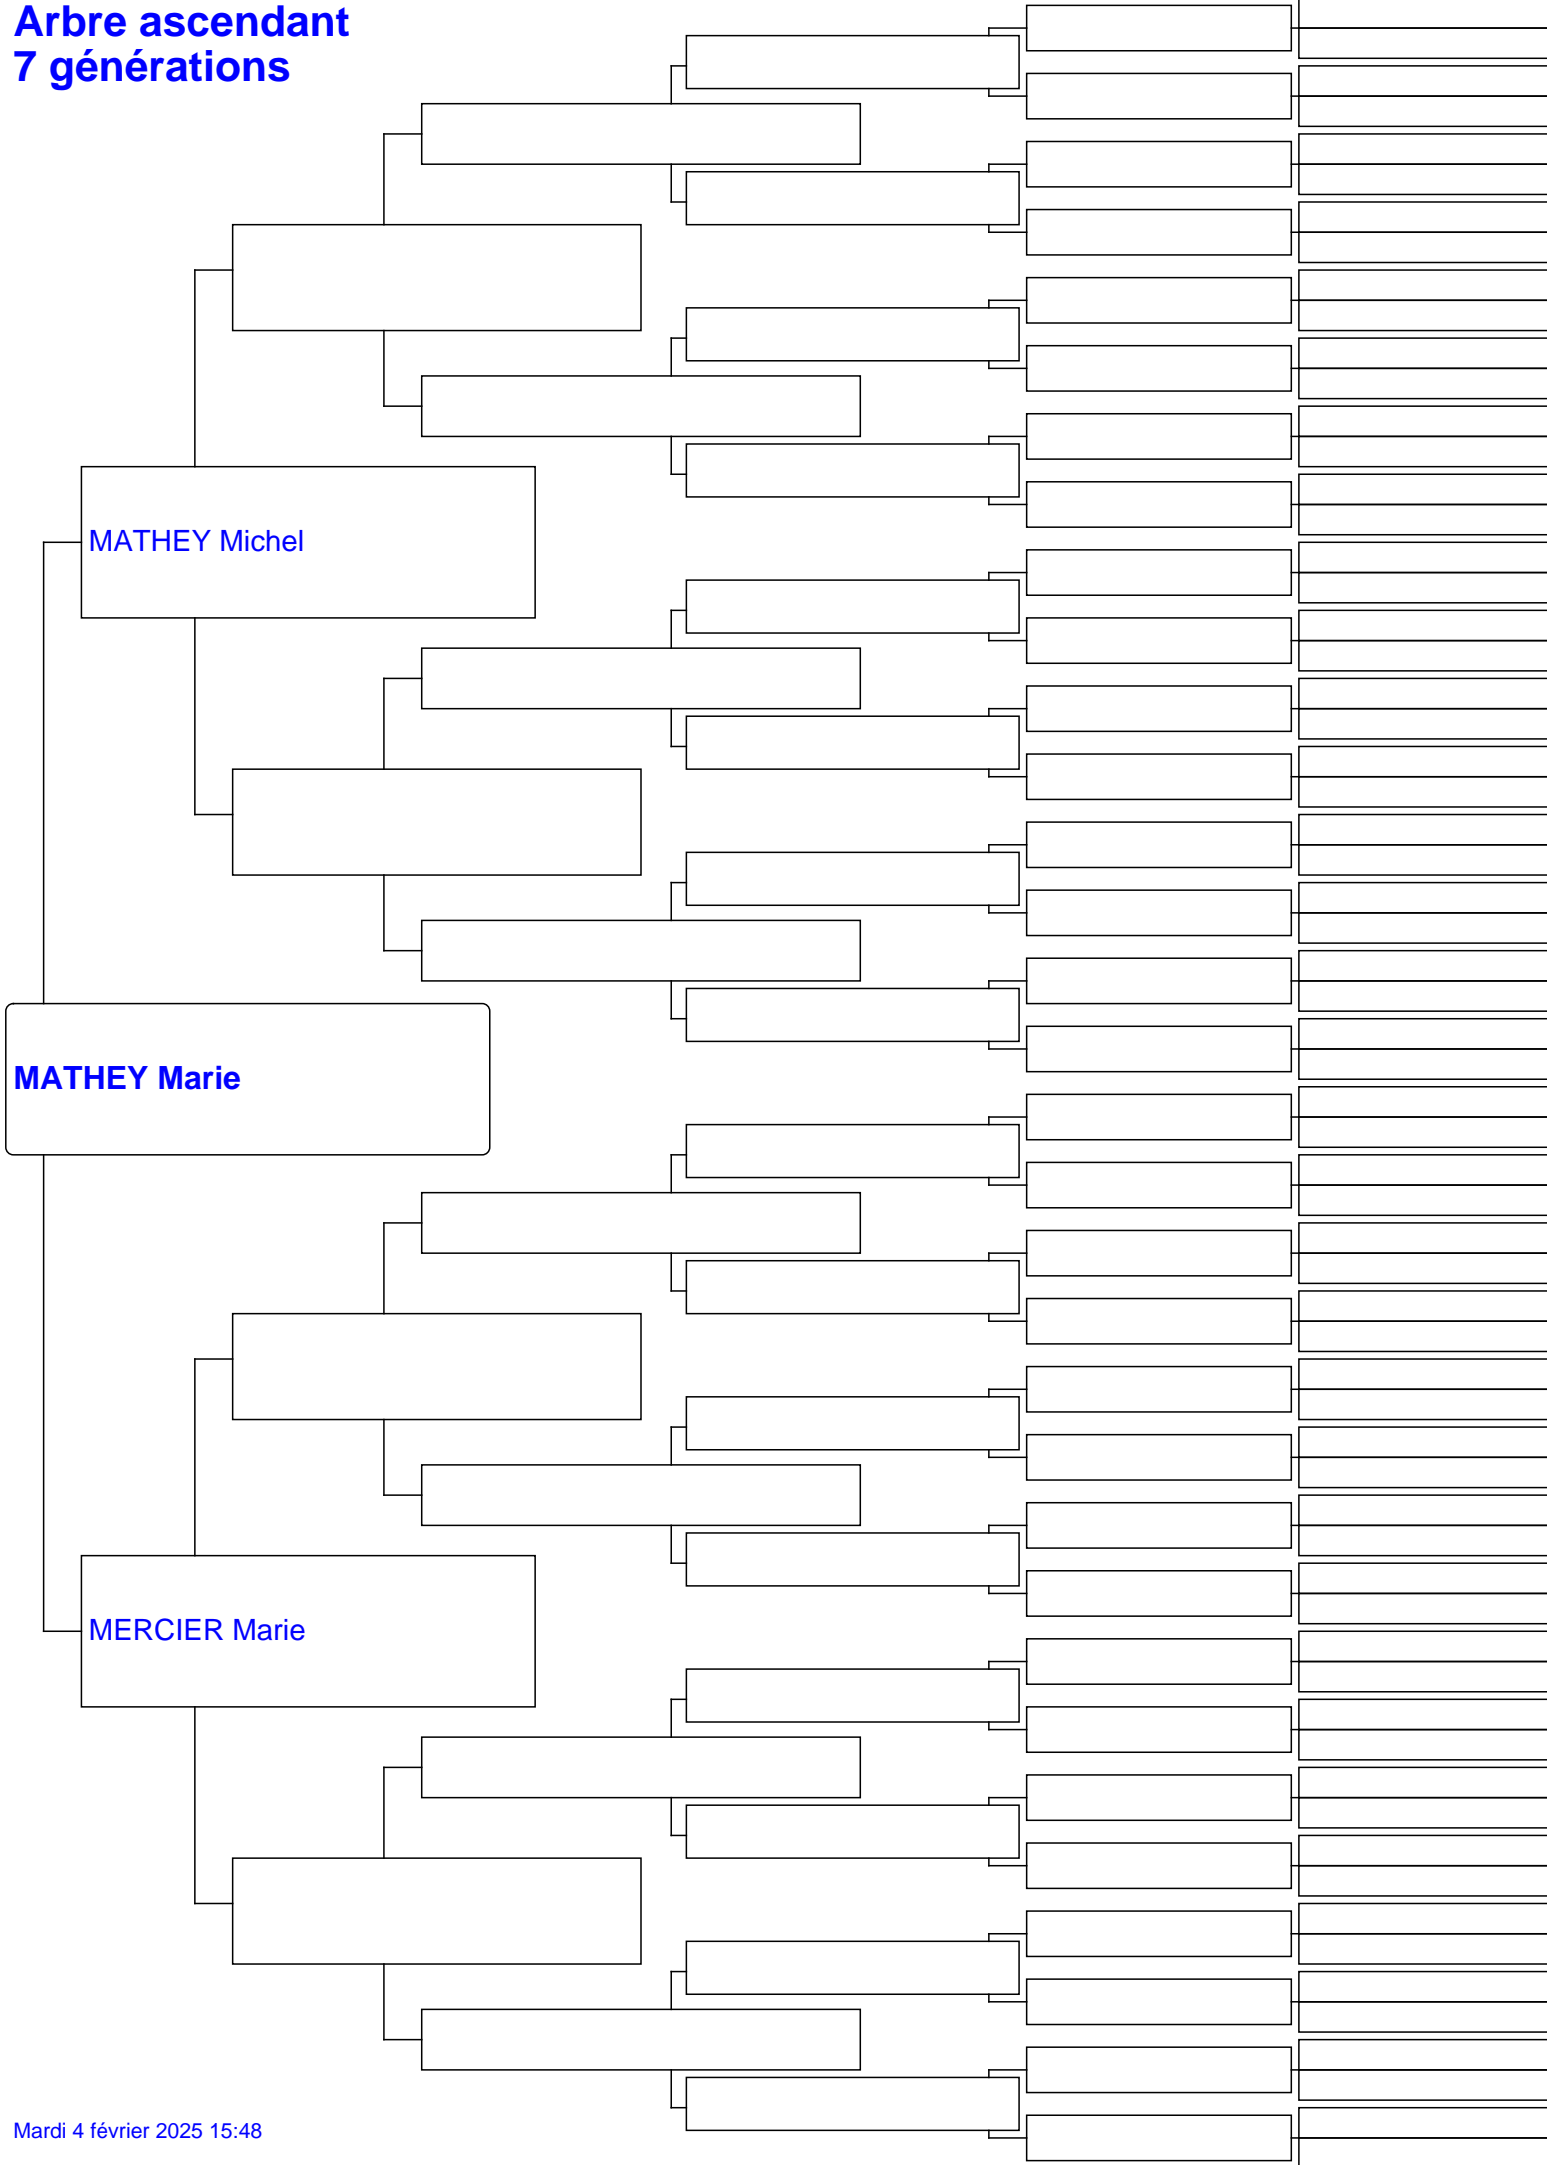 Arbre ascendant
7 générations
MATHEY Michel
MATHEY Marie
MERCIER Marie
Mardi 4 février 2025 15:48